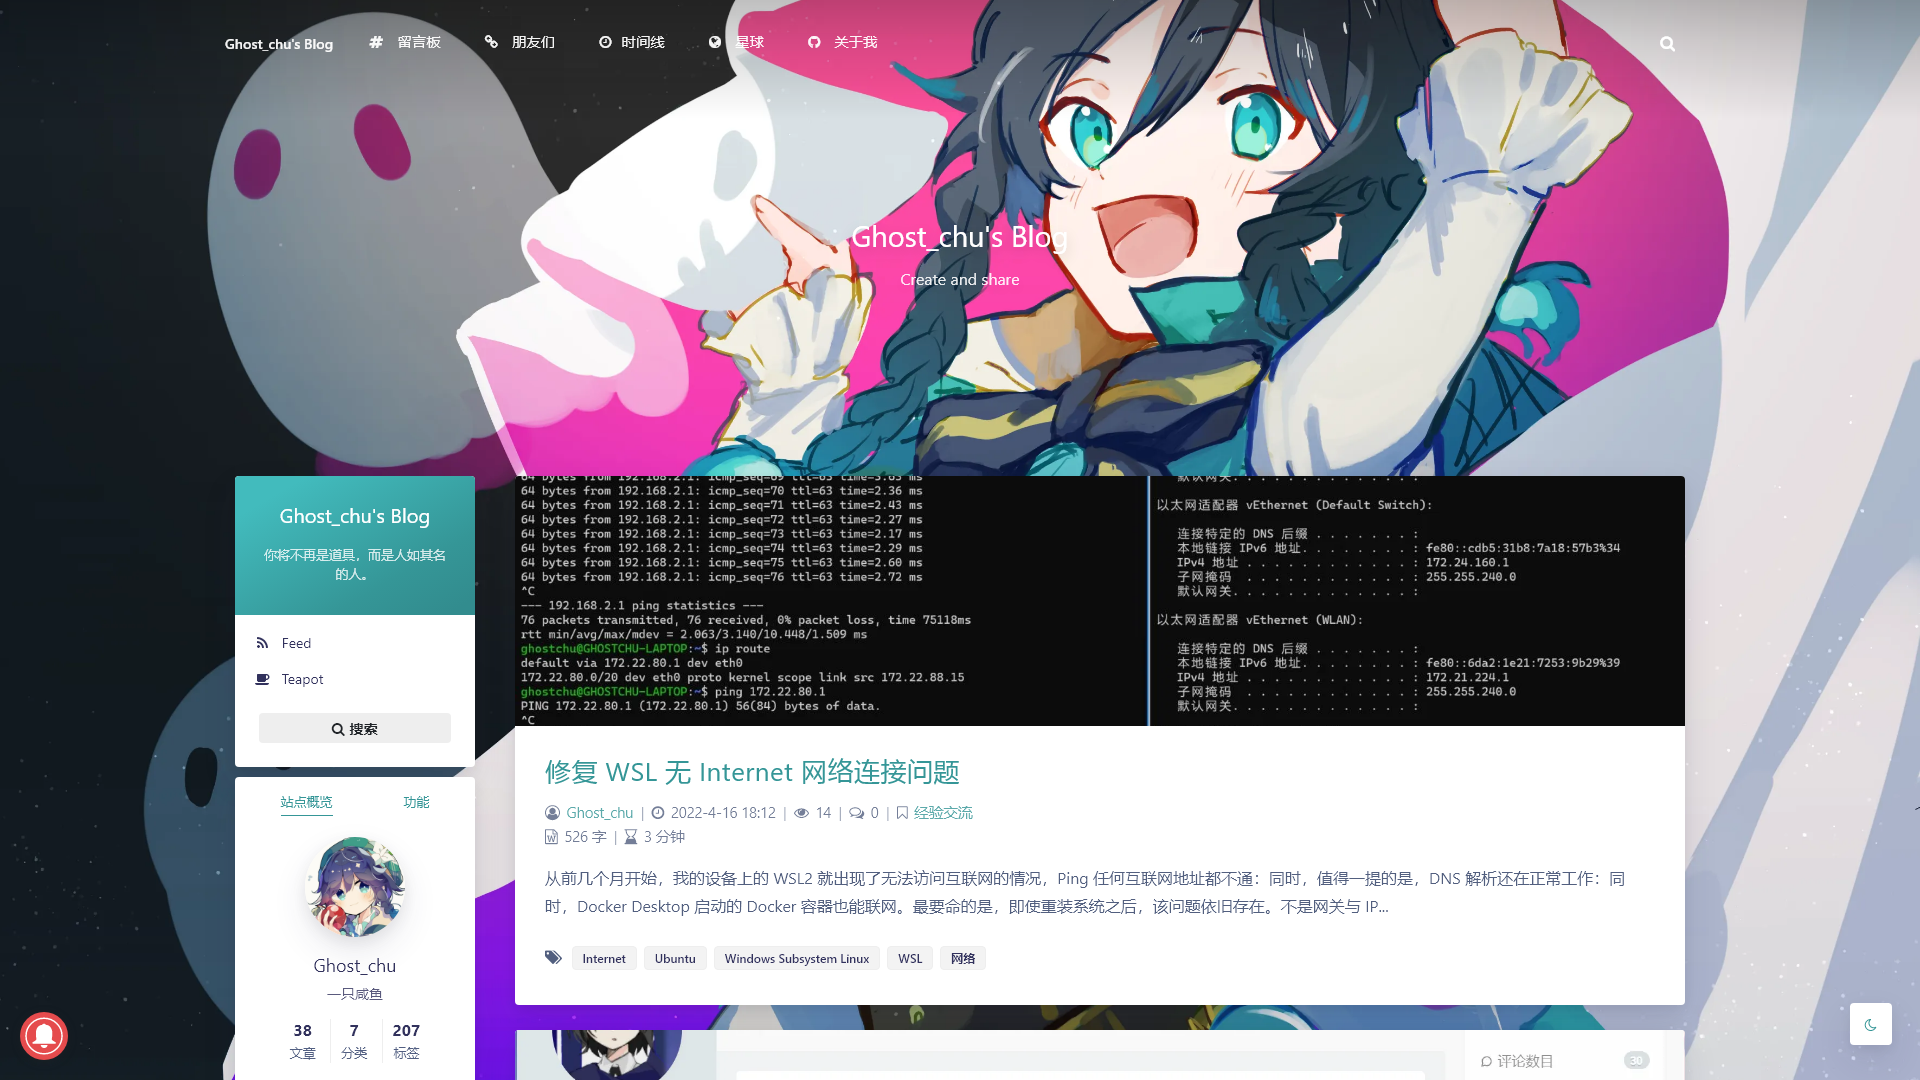 Ghost_chu's Blog
留言板
朋友们
时间线
星球
关于我
Ghost_chu's Blog
Create and share
Ghost_chu's Blog
你将不再是道具，而是人如其名
的人。
Feed
Teapot
搜索
站点概览 功能
Ghost_chu
一只咸鱼
38 7 207
文章 分类 标签
64 bytes from 192.168.2.1: icmp_seq=69 ttl=63 time=3.63 ms
64 bytes from 192.168.2.1: icmp_seq=70 ttl=63 time=2.36 ms
64 bytes from 192.168.2.1: icmp_seq=71 ttl=63 time=2.43 ms
64 bytes from 192.168.2.1: icmp_seq=72 ttl=63 time=2.27 ms
64 bytes from 192.168.2.1: icmp_seq=73 ttl=63 time=2.17 ms
64 bytes from 192.168.2.1: icmp_seq=74 ttl=63 time=2.29 ms
64 bytes from 192.168.2.1: icmp_seq=75 ttl=63 time=2.60 ms
64 bytes from 192.168.2.1: icmp_seq=76 ttl=63 time=2.72 ms
^C
--- 192.168.2.1 ping statistics ---
76 packets transmitted, 76 received, 0% packet loss, time 75118ms
rtt min/avg/max/mdev = 2.063/3.140/10.448/1.509 ms
ghostchu@GHOSTCHU-LAPTOP:~$ ip route
default via 172.22.80.1 dev eth0
172.22.80.0/20 dev eth0 proto kernel scope link src 172.22.88.15
ghostchu@GHOSTCHU-LAPTOP:~$ ping 172.22.80.1
PING 172.22.80.1 (172.22.80.1) 56(84) bytes of data.
^C
默认网关. . . . . . . . . . . . . :
以太网适配器 vEthernet (Default Switch):
连接特定的 DNS 后缀 . . . . . . . :
本地链接 IPv6 地址. . . . . . . . : fe80::cdb5:31b8:7a18:57b3%34
IPv4 地址 . . . . . . . . . . . . : 172.24.160.1
子网掩码 . . . . . . . . . . . . : 255.255.240.0
默认网关. . . . . . . . . . . . . :
以太网适配器 vEthernet (WLAN):
连接特定的 DNS 后缀 . . . . . . . :
本地链接 IPv6 地址. . . . . . . . : fe80::6da2:1e21:7253:9b29%39
IPv4 地址 . . . . . . . . . . . . : 172.21.224.1
子网掩码 . . . . . . . . . . . . : 255.255.240.0
默认网关. . . . . . . . . . . . . :
修复 WSL 无 Internet 网络连接问题
Ghost_chu | 2022-4-16 18:12 | 14 | 0 | 经验交流
526 字 | 3 分钟
从前几个月开始，我的设备上的 WSL2 就出现了无法访问互联网的情况，Ping 任何互联网地址都不通：同时，值得一提的是，DNS 解析还在正常工作：同
时，Docker Desktop 启动的 Docker 容器也能联网。最要命的是，即使重装系统之后，该问题依旧存在。不是网关与 IP...
Internet Ubuntu Windows Subsystem Linux WSL 网络
评论数目 30